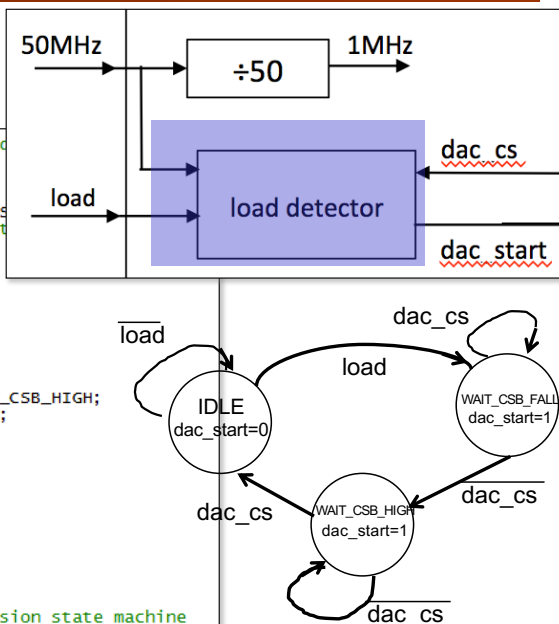 50MHz
1MHz
÷50
dac_cs
load
load detector
dac_start
dac_cs
load
load
_CSB_HIGH;
;
IDLE
dac_start=0
WAIT_CSB_FALL
dac_start=1
dac_cs
dac_cs
WAIT_CSB_HIGH
dac_start=1
dac_cs
sion state machine